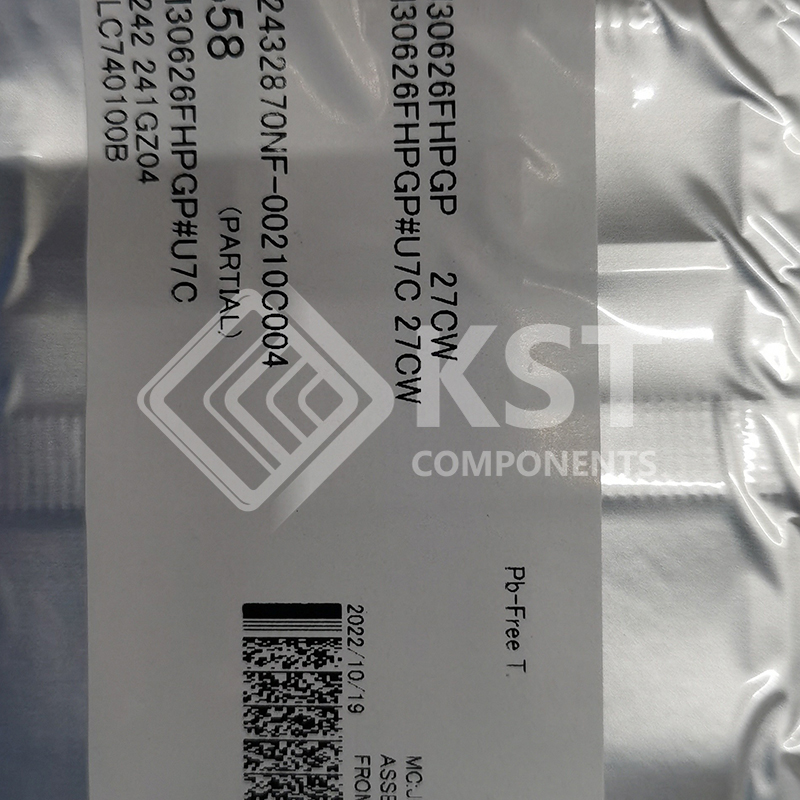 30626FHPGP 27CW
30626FHPGP#U7C 27CW
2432870NF-00210C004
58 (PARTIAL)
30626FHPGP#U7C
242 241GZ04
LC740100B
Pb-Free T.
2022/10/19
MC:J
ASSE
FROM
KST
COMPONENTS